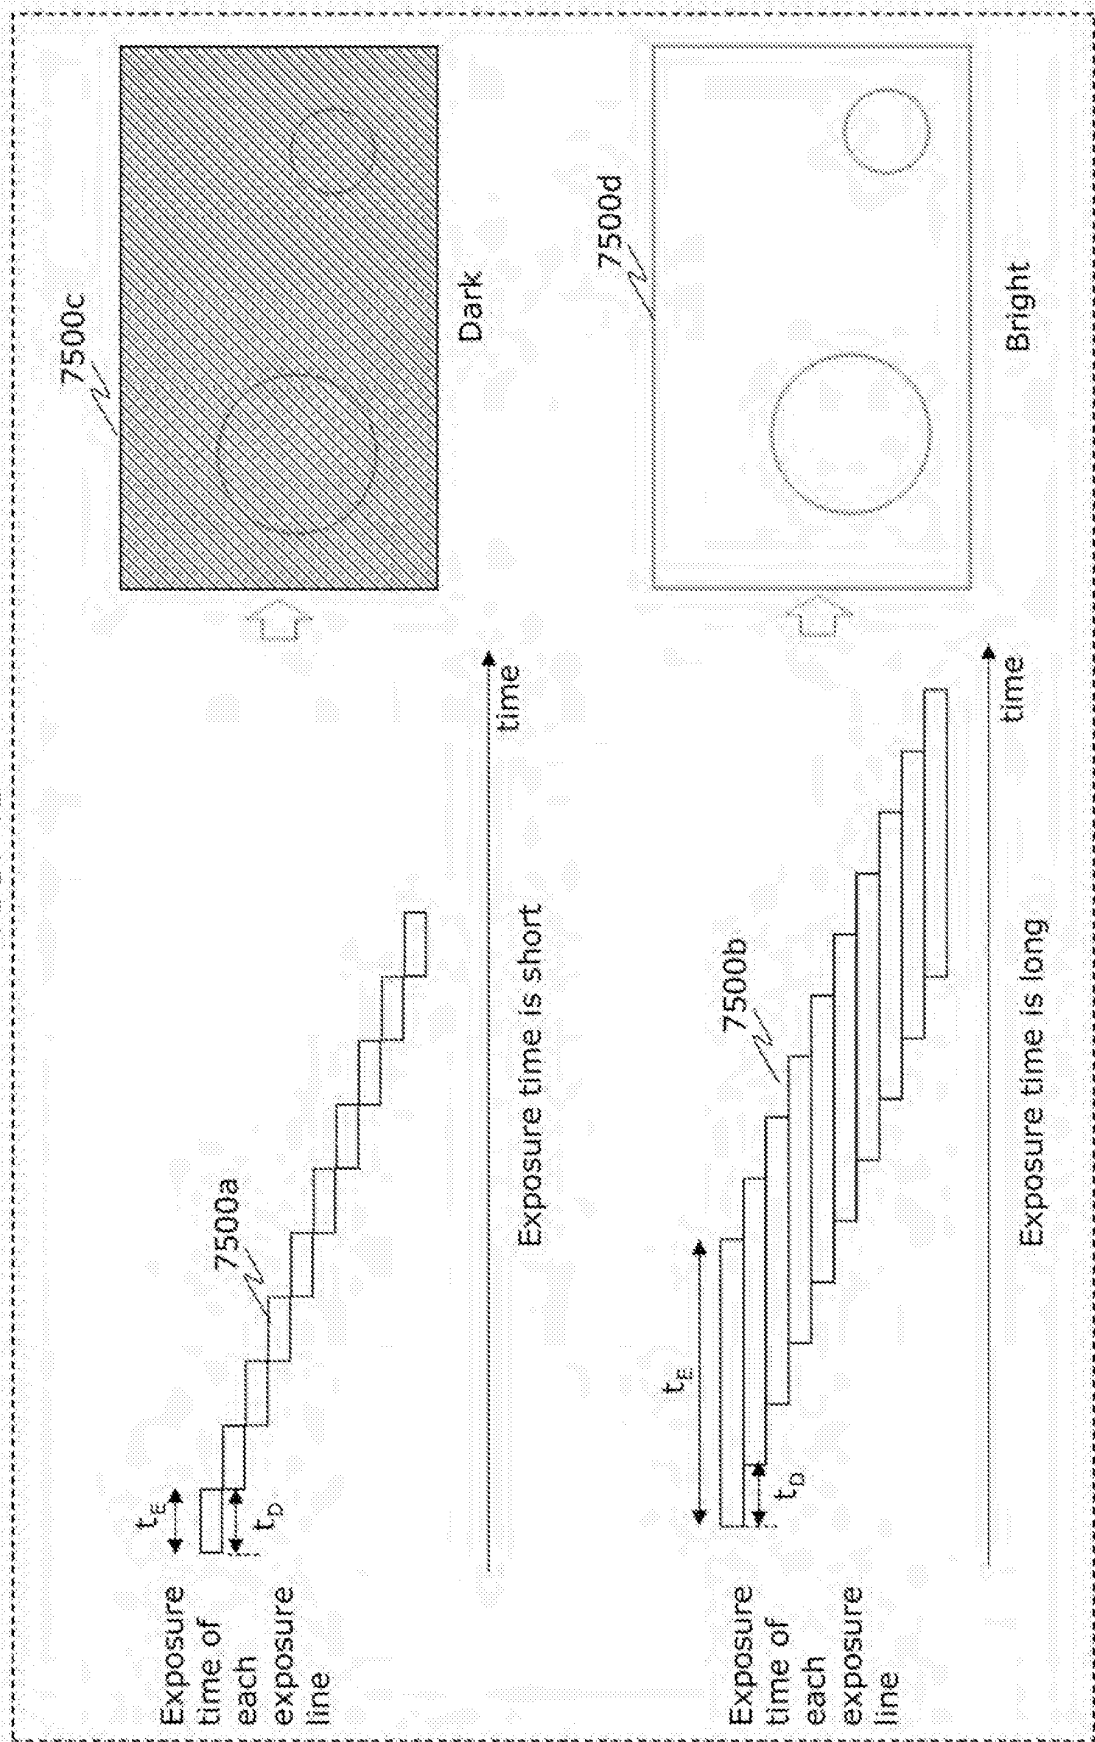 7500c
Exposure
time of
each
exposure
line
tE
tD
7500a
time
Exposure time is short
Dark
7500d
Exposure
time of
each
exposure
line
tE
tD
7500b
time
Exposure time is long
Bright